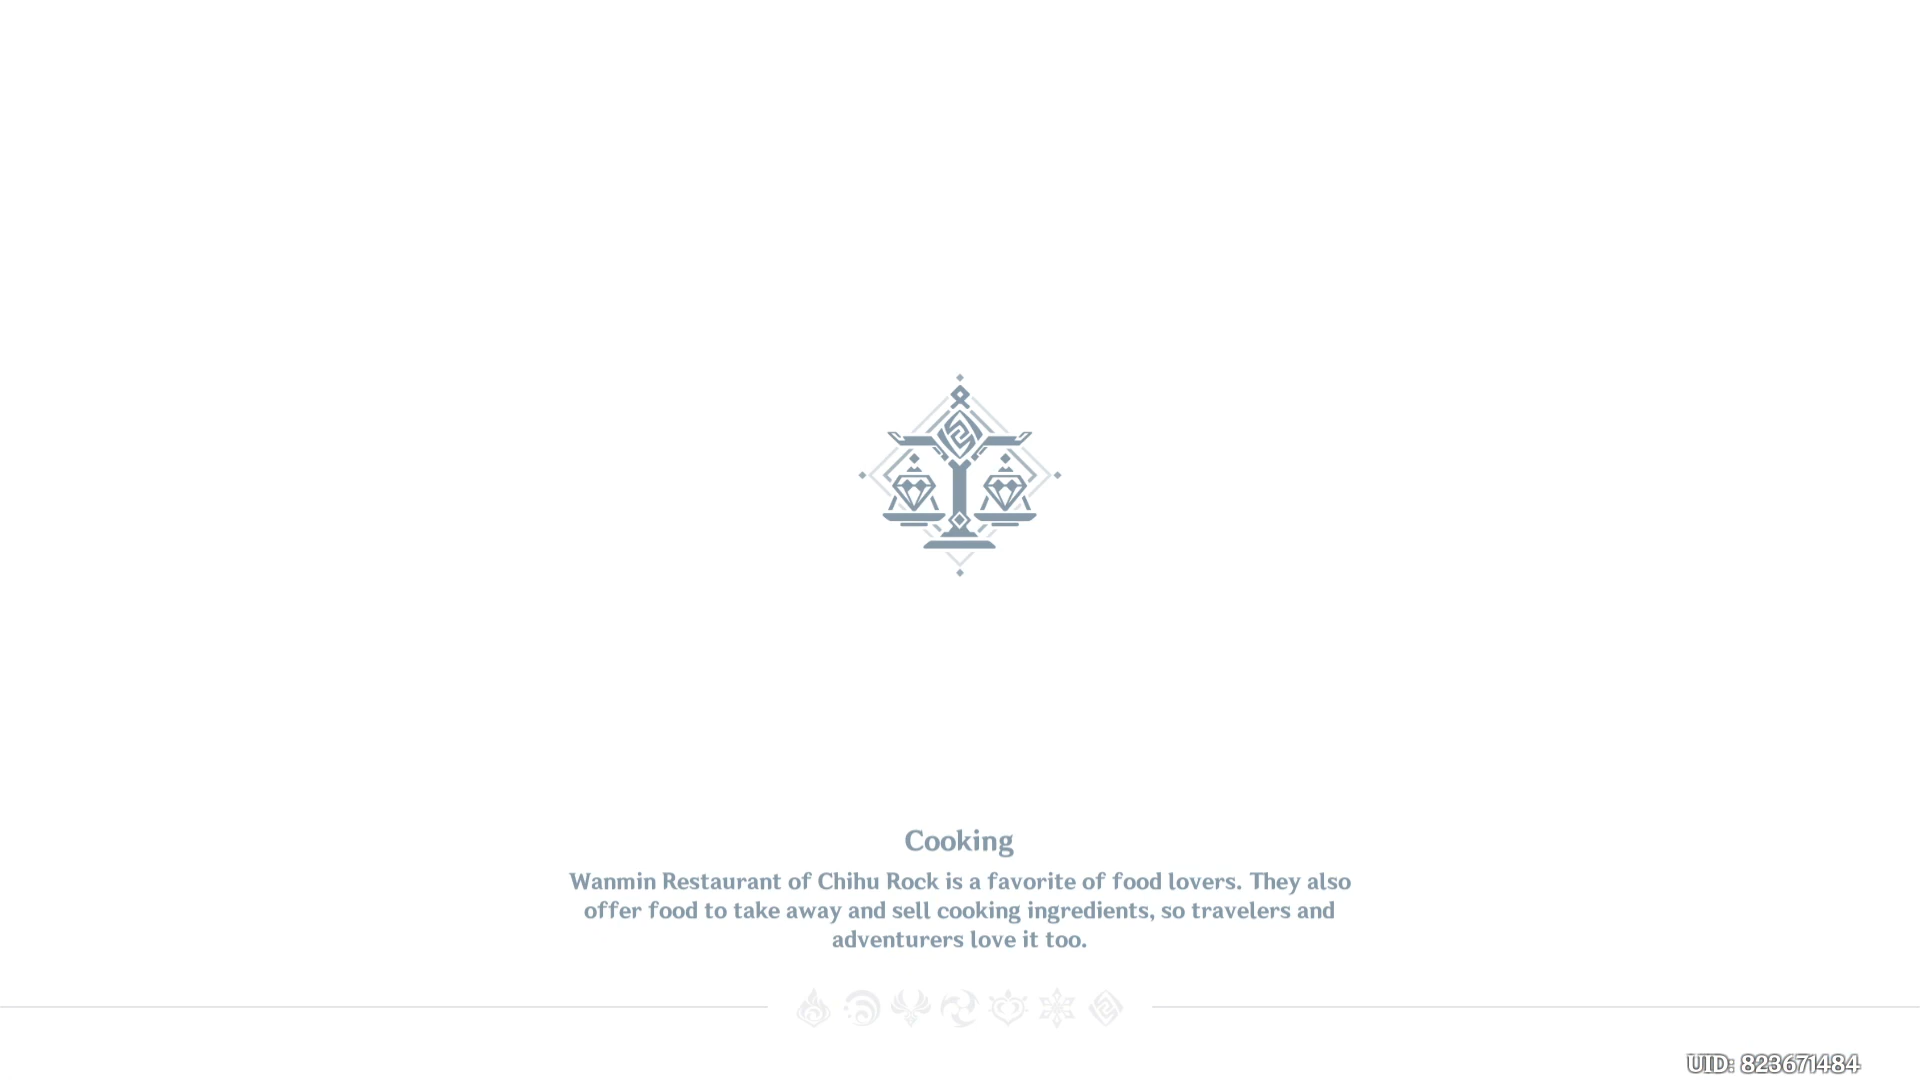 Cooking
Wanmin Restaurant of Chihu Rock is a favorite of food lovers. They also
offer food to take away and sell cooking ingredients, so travelers and
adventurers love it too.
UID: 823671484